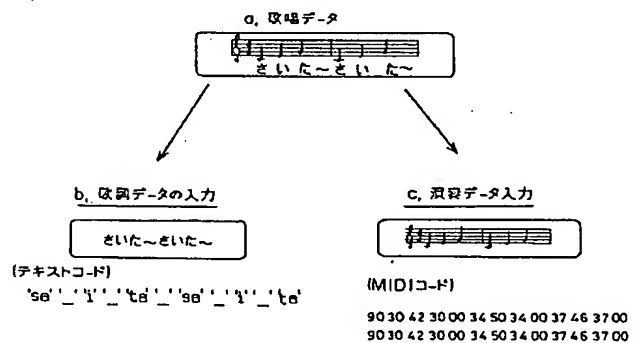 a, 歌唱データ
さいた〜さいた〜
b, 歌詞データの入力
c, 演奏データ入力
さいた〜さいた〜
(テキストコード)
'sa' '_' 'i' '_' 'ta' '_' 'sa' '_' 'i' '_' 'ta'
(MIDIコード)
90 30 42 30 00 34 50 34 00 37 46 37 00
90 30 42 30 00 34 50 34 00 37 46 37 00